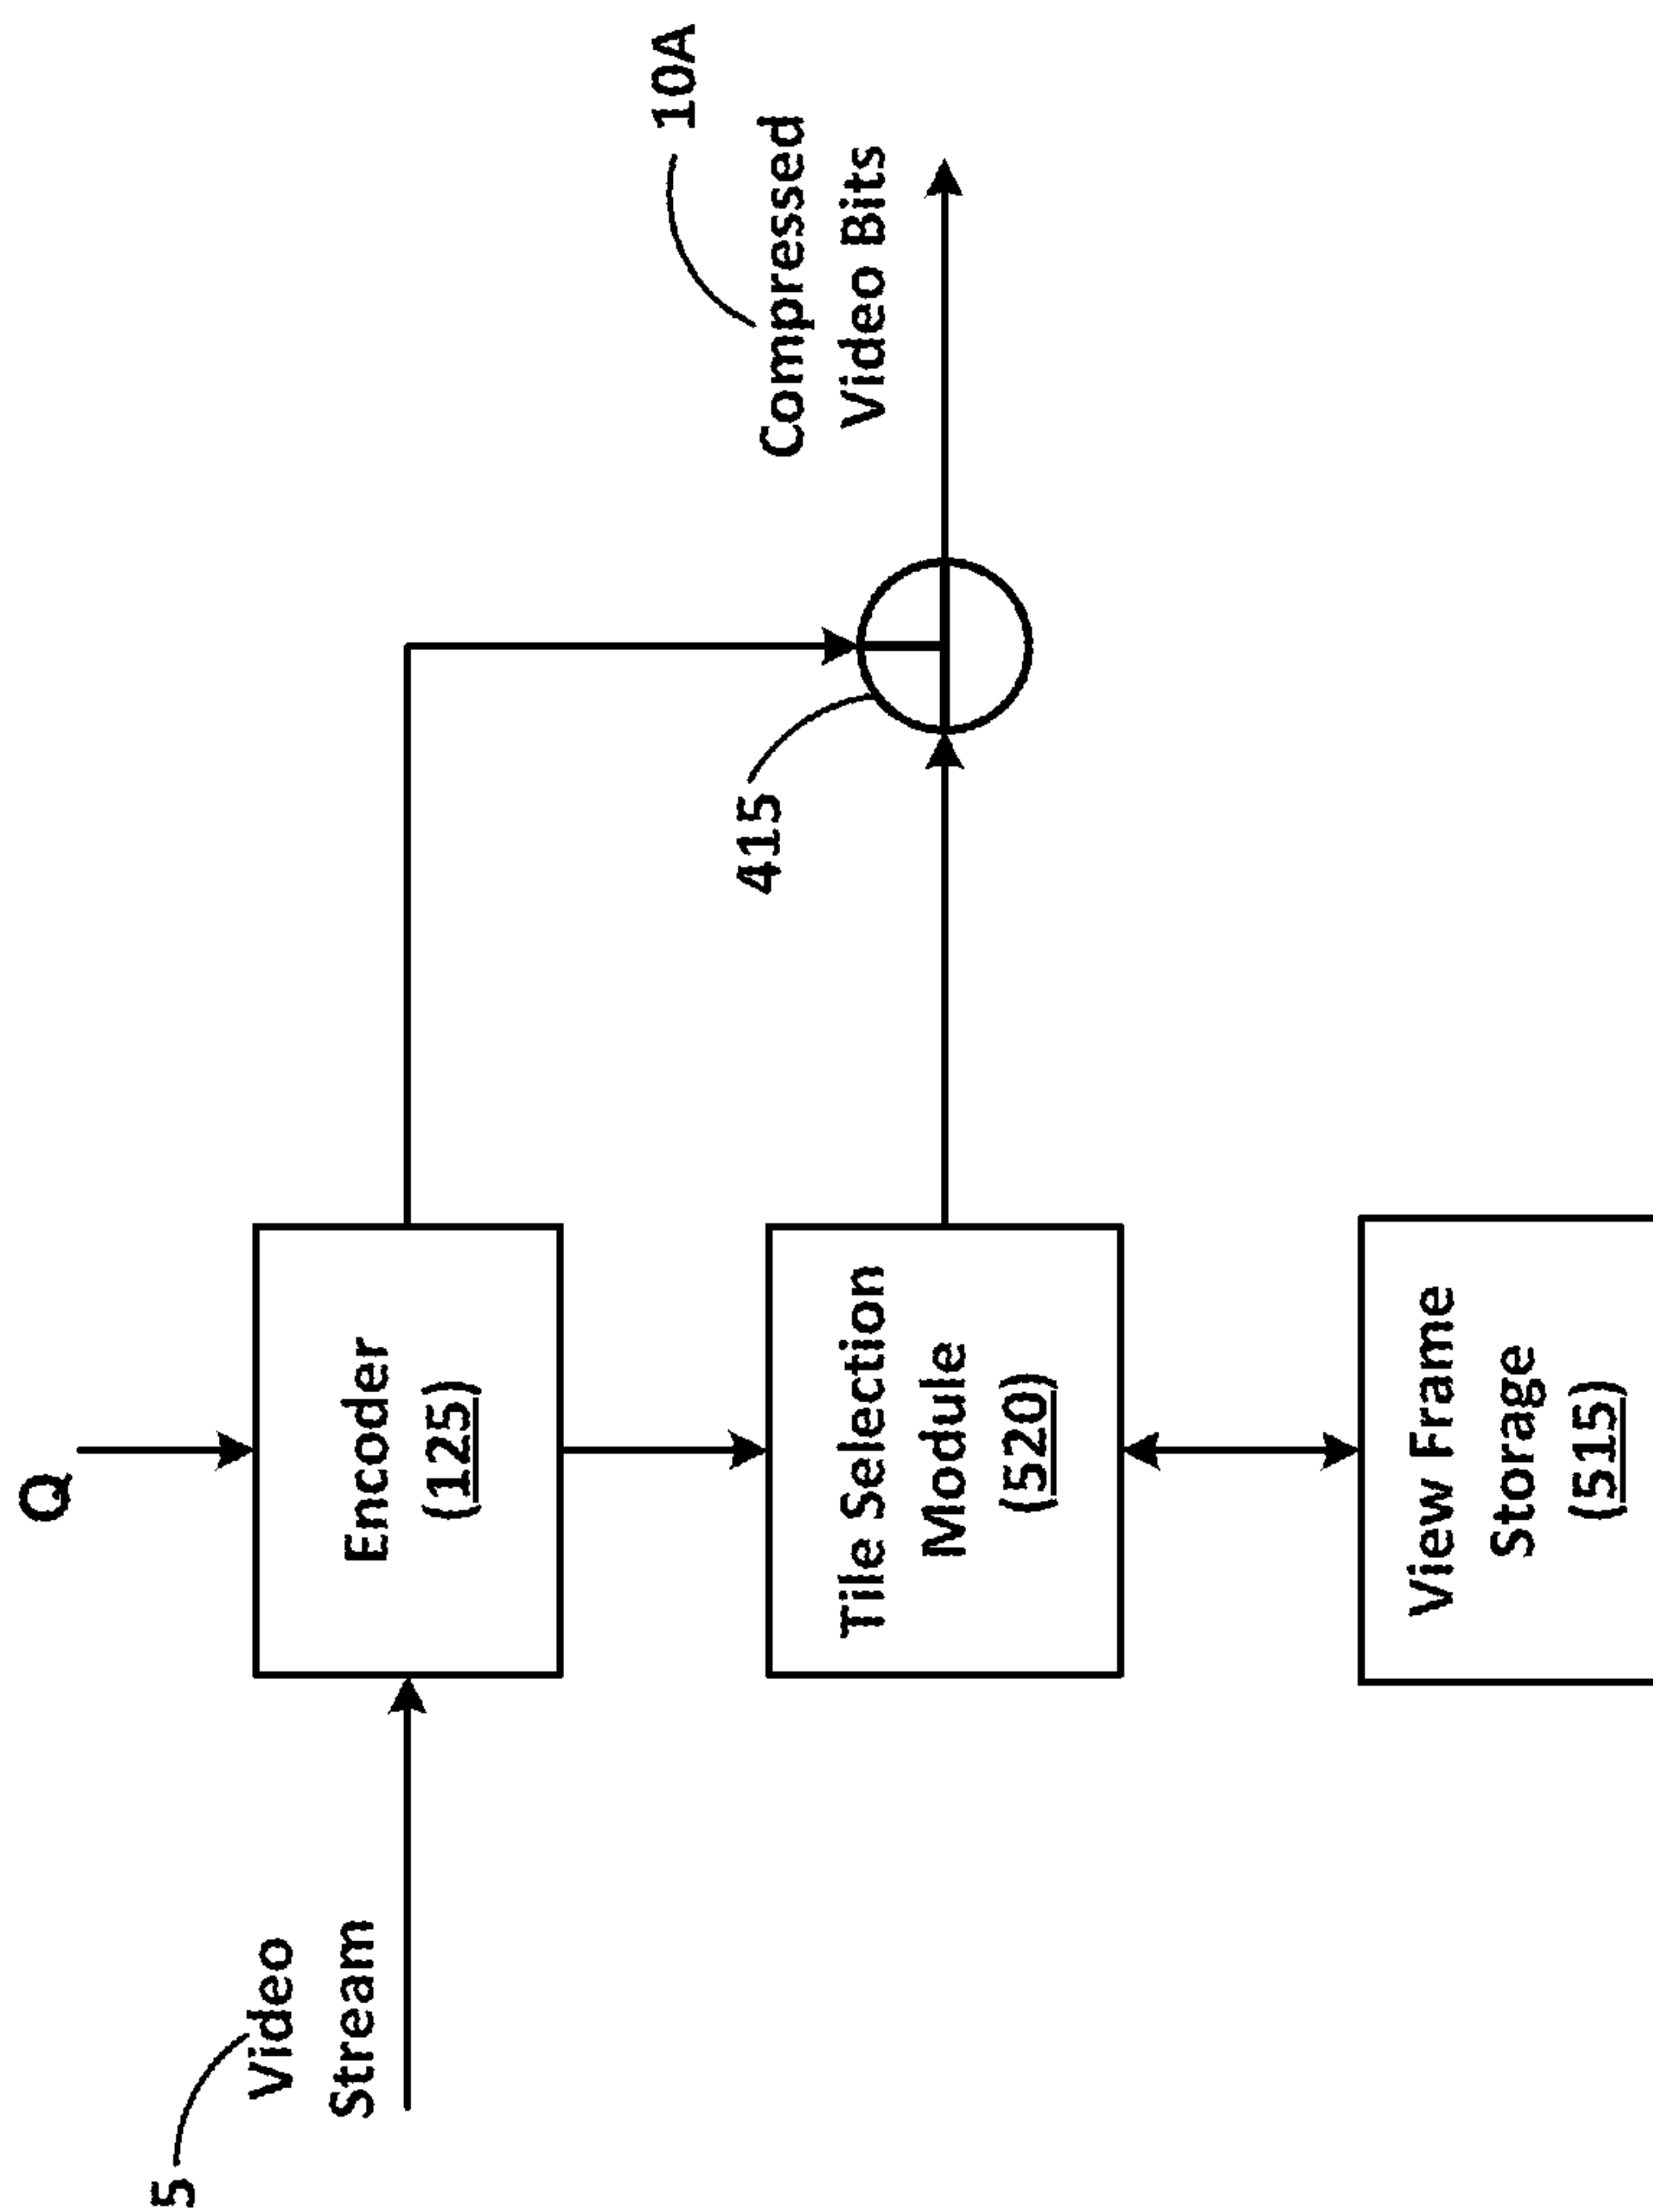 Q
5
Video
Stream
Encoder
(125)
10A
Compressed
Video Bits
415
Tile Selection
Module
(520)
View Frame
Storage
(515)